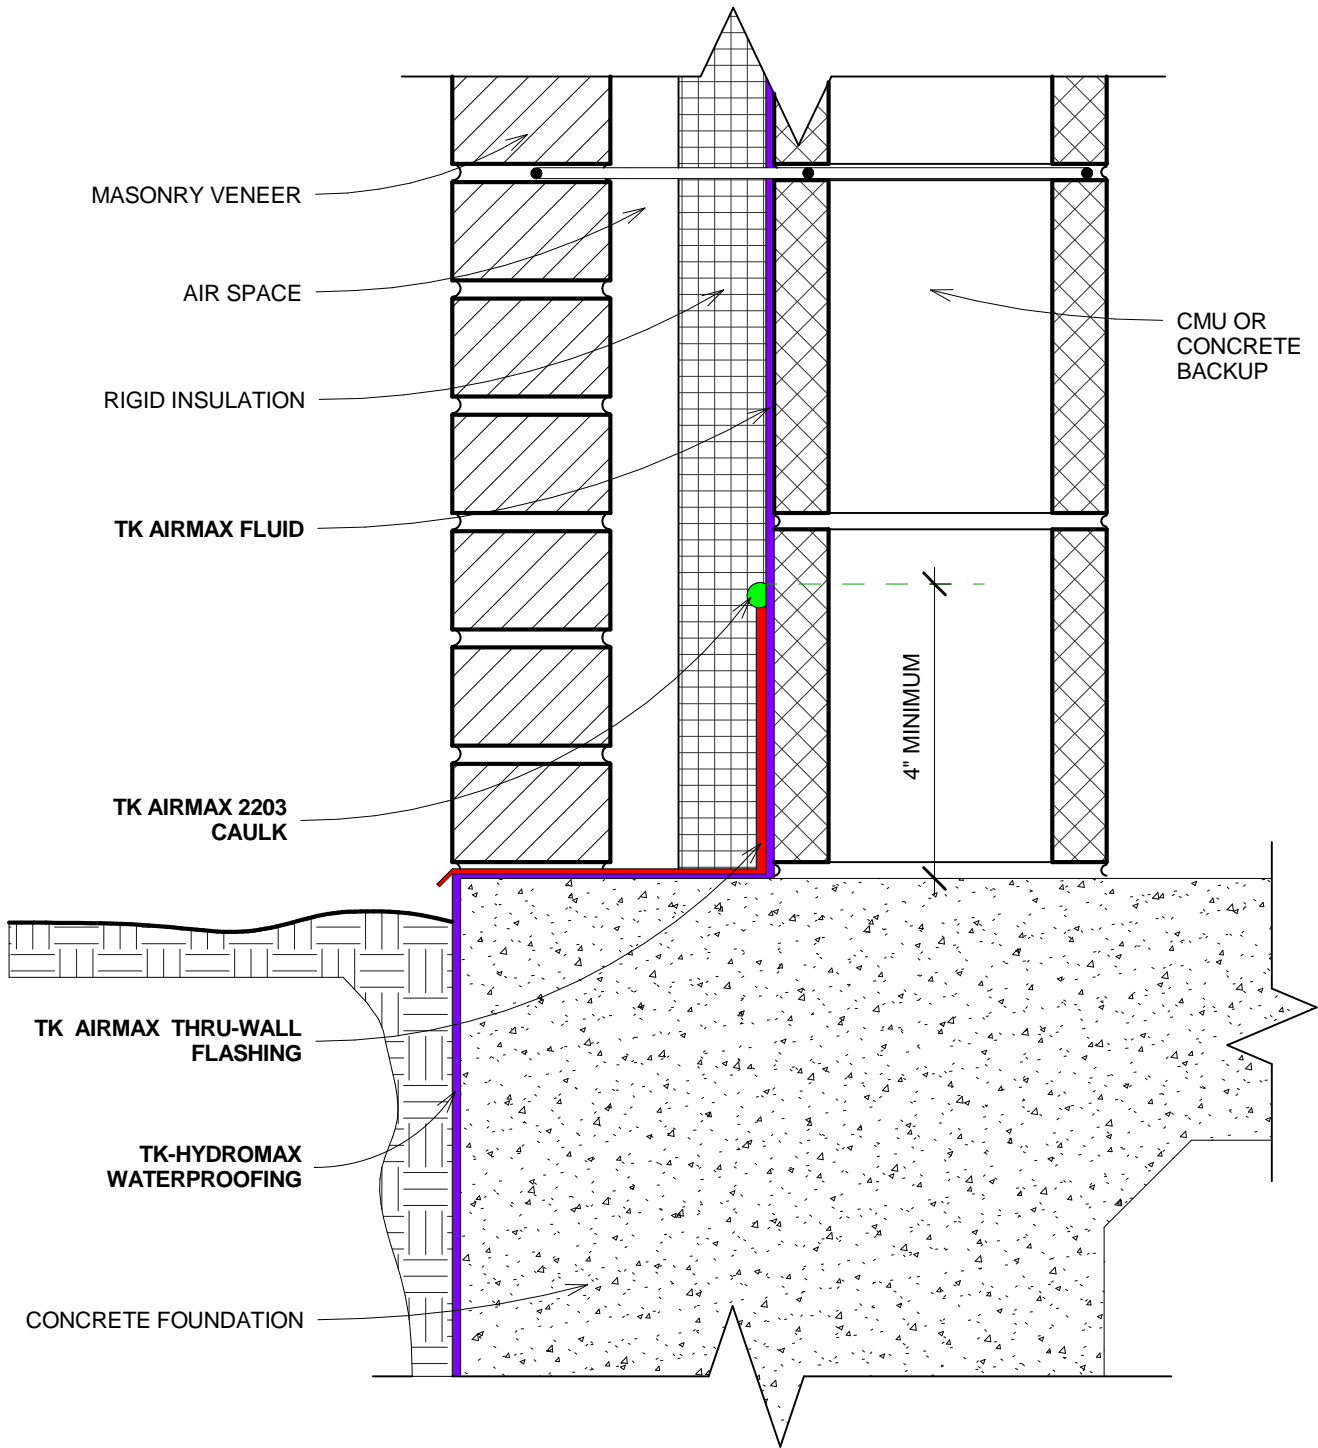 MASONRY VENEER
AIR SPACE
RIGID INSULATION
TK AIRMAX FLUID
CMU OR
CONCRETE
BACKUP
4" MINIMUM
TK AIRMAX 2203
CAULK
TK AIRMAX THRU-WALL
FLASHING
TK-HYDROMAX
WATERPROOFING
CONCRETE FOUNDATION